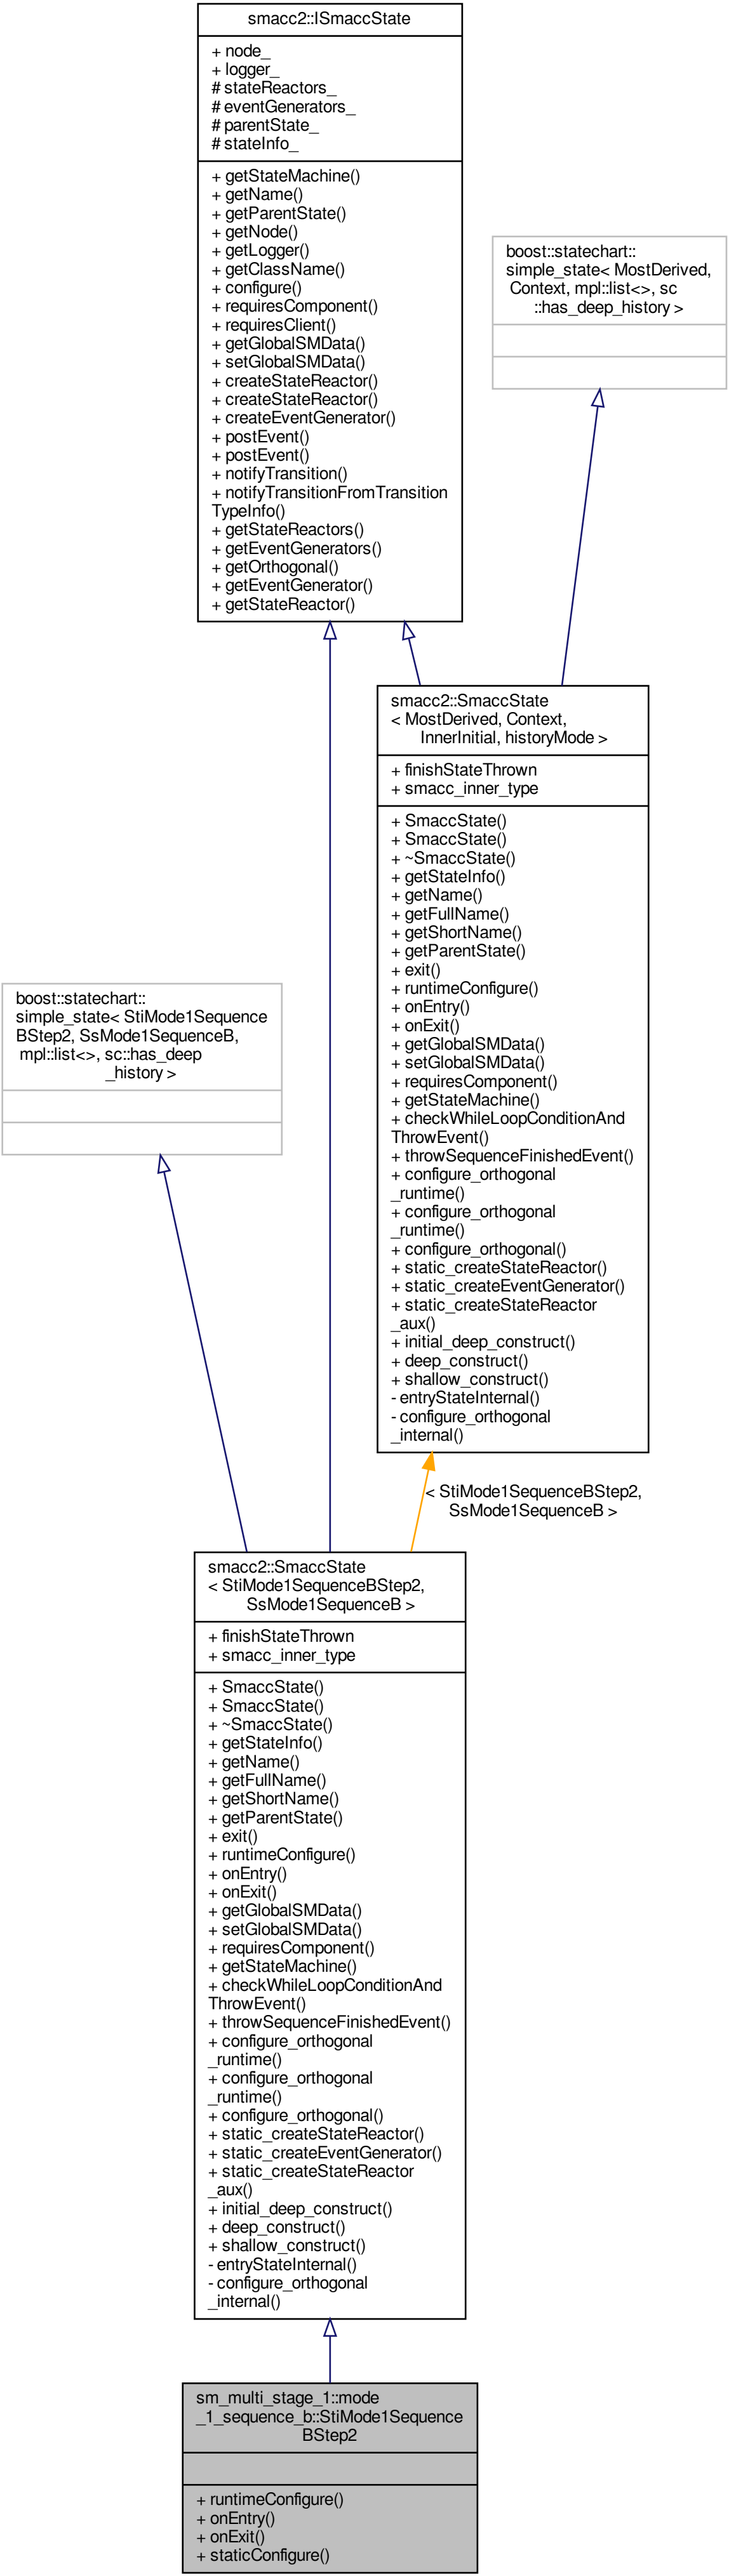 smacc2::ISmaccState
+ node_
+ logger_
# stateReactors_
# eventGenerators_
# parentState_
# stateInfo_
+ getStateMachine()
+ getName()
+ getParentState()
+ getNode()
+ getLogger()
+ getClassName()
+ configure()
+ requiresComponent()
+ requiresClient()
+ getGlobalSMData()
+ setGlobalSMData()
+ createStateReactor()
+ createStateReactor()
+ createEventGenerator()
+ postEvent()
+ postEvent()
+ notifyTransition()
+ notifyTransitionFromTransition
TypeInfo()
+ getStateReactors()
+ getEventGenerators()
+ getOrthogonal()
+ getEventGenerator()
+ getStateReactor()
boost::statechart::
simple_state< MostDerived,
Context, mpl::list<>, sc
::has_deep_history >
smacc2::SmaccState
< MostDerived, Context,
InnerInitial, historyMode >
+ finishStateThrown
+ smacc_inner_type
+ SmaccState()
+ SmaccState()
+ ~SmaccState()
+ getStateInfo()
+ getName()
+ getFullName()
+ getShortName()
+ getParentState()
+ exit()
+ runtimeConfigure()
+ onEntry()
+ onExit()
+ getGlobalSMData()
+ setGlobalSMData()
+ requiresComponent()
+ getStateMachine()
+ checkWhileLoopConditionAnd
ThrowEvent()
+ throwSequenceFinishedEvent()
+ configure_orthogonal
_runtime()
+ configure_orthogonal
_runtime()
+ configure_orthogonal()
+ static_createStateReactor()
+ static_createEventGenerator()
+ static_createStateReactor
_aux()
+ initial_deep_construct()
+ deep_construct()
+ shallow_construct()
- entryStateInternal()
- configure_orthogonal
_internal()
boost::statechart::
simple_state< StiMode1Sequence
BStep2, SsMode1SequenceB,
mpl::list<>, sc::has_deep
_history >
< StiMode1SequenceBStep2,
SsMode1SequenceB >
smacc2::SmaccState
< StiMode1SequenceBStep2,
SsMode1SequenceB >
+ finishStateThrown
+ smacc_inner_type
+ SmaccState()
+ SmaccState()
+ ~SmaccState()
+ getStateInfo()
+ getName()
+ getFullName()
+ getShortName()
+ getParentState()
+ exit()
+ runtimeConfigure()
+ onEntry()
+ onExit()
+ getGlobalSMData()
+ setGlobalSMData()
+ requiresComponent()
+ getStateMachine()
+ checkWhileLoopConditionAnd
ThrowEvent()
+ throwSequenceFinishedEvent()
+ configure_orthogonal
_runtime()
+ configure_orthogonal
_runtime()
+ configure_orthogonal()
+ static_createStateReactor()
+ static_createEventGenerator()
+ static_createStateReactor
_aux()
+ initial_deep_construct()
+ deep_construct()
+ shallow_construct()
- entryStateInternal()
- configure_orthogonal
_internal()
sm_multi_stage_1::mode
_1_sequence_b::StiMode1Sequence
BStep2
+ runtimeConfigure()
+ onEntry()
+ onExit()
+ staticConfigure()